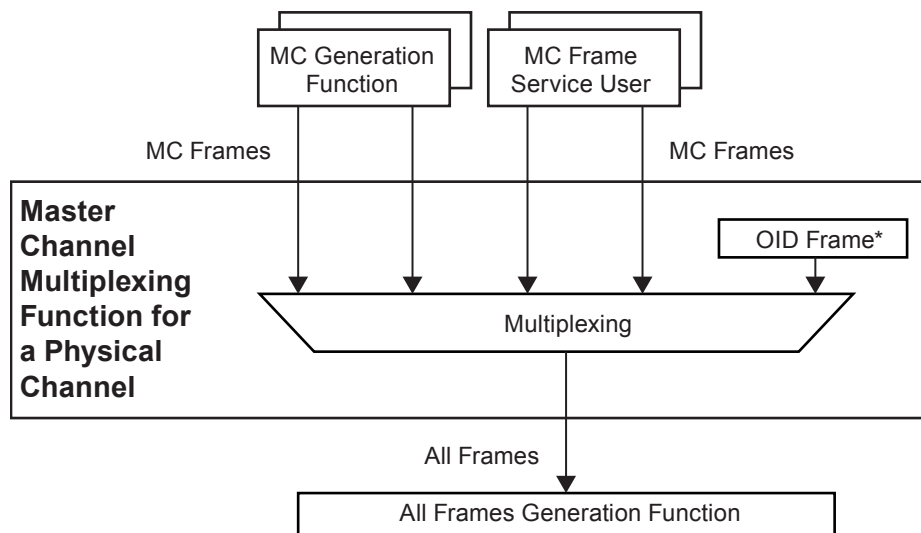 MC Generation
Function
MC Frame
Service User
MC Frames
MC Frames
Master
Channel
Multiplexing
Function for
a Physical
Channel
OID Frame*
Multiplexing
All Frames
All Frames Generation Function